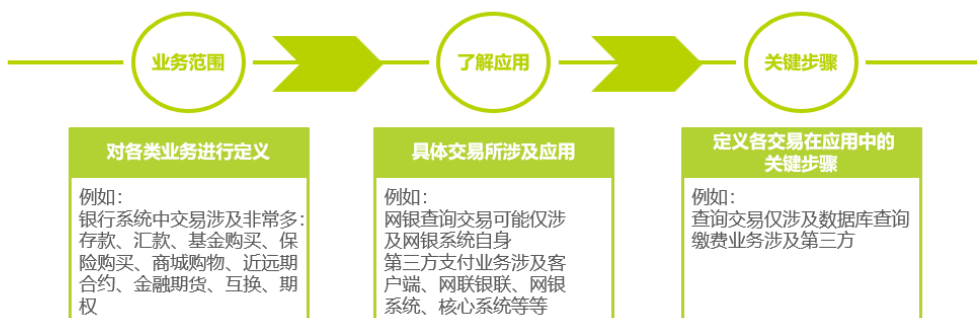 业务范围
了解应用
关键步骤
对各类业务进行定义
例如：
银行系统中交易涉及非常多：
存款、汇款、基金购买、保
险购买、商城购物、近远期
合约、金融期货、互换、期
权
具体交易所涉及应用
例如：
网银查询交易可能仅涉
及网银系统自身
第三方支付业务涉及客
户端、网联银联、网银
系统、核心系统等等
定义各交易在应用中的
关键步骤
例如：
查询交易仅涉及数据库查询
缴费业务涉及第三方